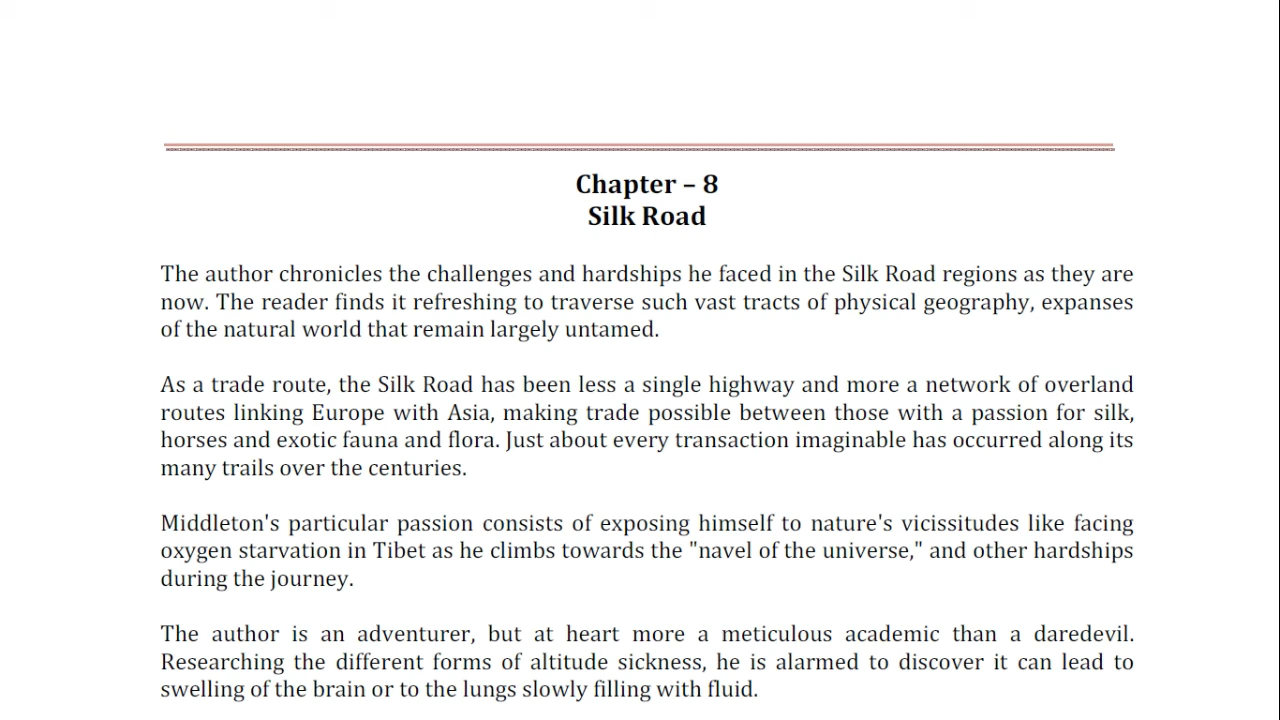 Chapter – 8
Silk Road
The author chronicles the challenges and hardships he faced in the Silk Road regions as they are
now. The reader finds it refreshing to traverse such vast tracts of physical geography, expanses
of the natural world that remain largely untamed.
As a trade route, the Silk Road has been less a single highway and more a network of overland
routes linking Europe with Asia, making trade possible between those with a passion for silk,
horses and exotic fauna and flora. Just about every transaction imaginable has occurred along its
many trails over the centuries.
Middleton's particular passion consists of exposing himself to nature's vicissitudes like facing
oxygen starvation in Tibet as he climbs towards the "navel of the universe," and other hardships
during the journey.
The author is an adventurer, but at heart more a meticulous academic than a daredevil.
Researching the different forms of altitude sickness, he is alarmed to discover it can lead to
swelling of the brain or to the lungs slowly filling with fluid.